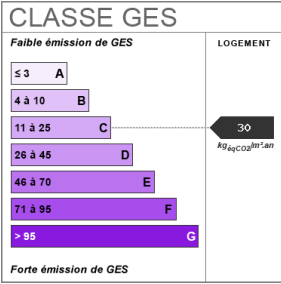 CLASSE GES
Faible émission de GES
LOGEMENT
≤ 3 A
4 à 10 B
11 à 25 C
30
kgéqCO2/m².an
26 à 45 D
46 à 70 E
71 à 95 F
> 95 G
Forte émission de GES